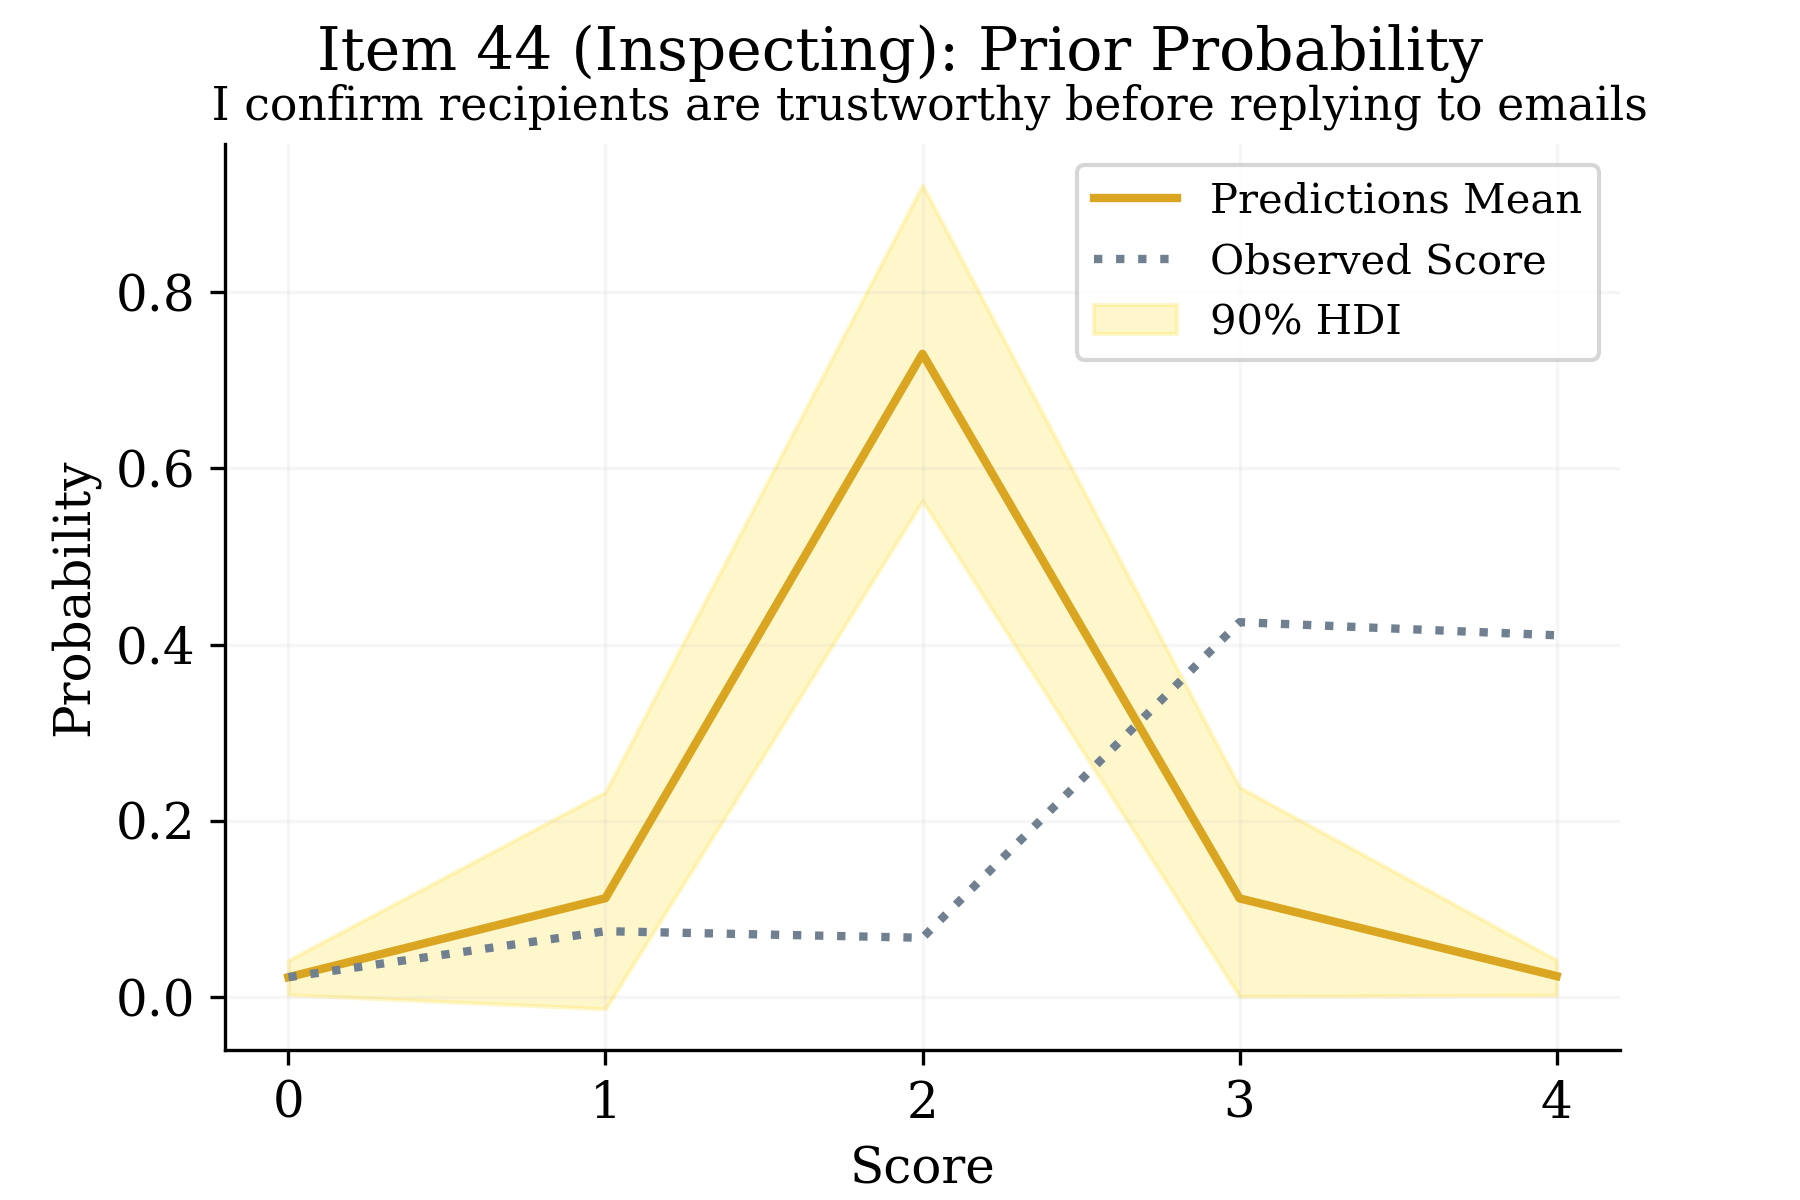 Item 44 (Inspecting): Prior Probability
I confirm recipients are trustworthy before replying to emails
Predictions Mean
Observed Score
90% HDI
Probability
0.8
0.6
0.4
0.2
0.0
0 1 2 3 4
Score